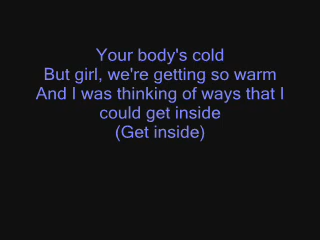 Your body's cold
But girl, we're getting so warm
And I was thinking of ways that I
could get inside
(Get inside)